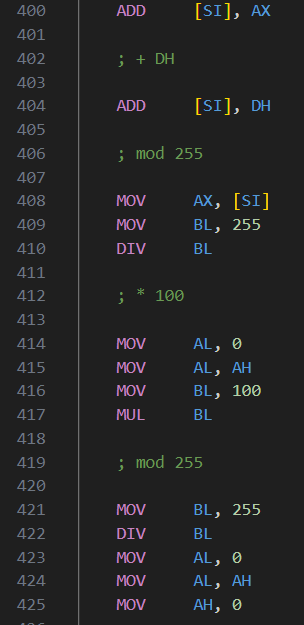 400 ADD [SI], AX
401
402 ; + DH
403
404 ADD [SI], DH
405
406 ; mod 255
407
408 MOV AX, [SI]
409 MOV BL, 255
410 DIV BL
411
412 ; * 100
413
414 MOV AL, 0
415 MOV AL, AH
416 MOV BL, 100
417 MUL BL
418
419 ; mod 255
420
421 MOV BL, 255
422 DIV BL
423 MOV AL, 0
424 MOV AL, AH
425 MOV AH, 0